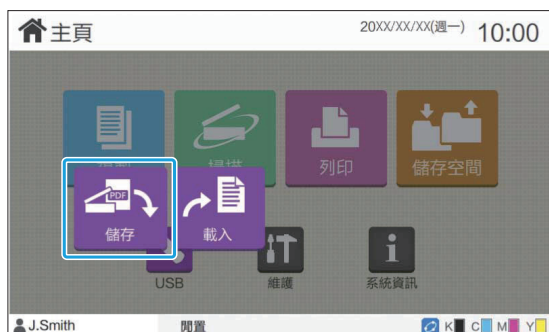 主頁 20XX/XX/XX(週一) 10:00
列印 儲存空間
PDF
儲存 載入
USB 維護 系統資訊
J.Smith 閒置 K C M Y